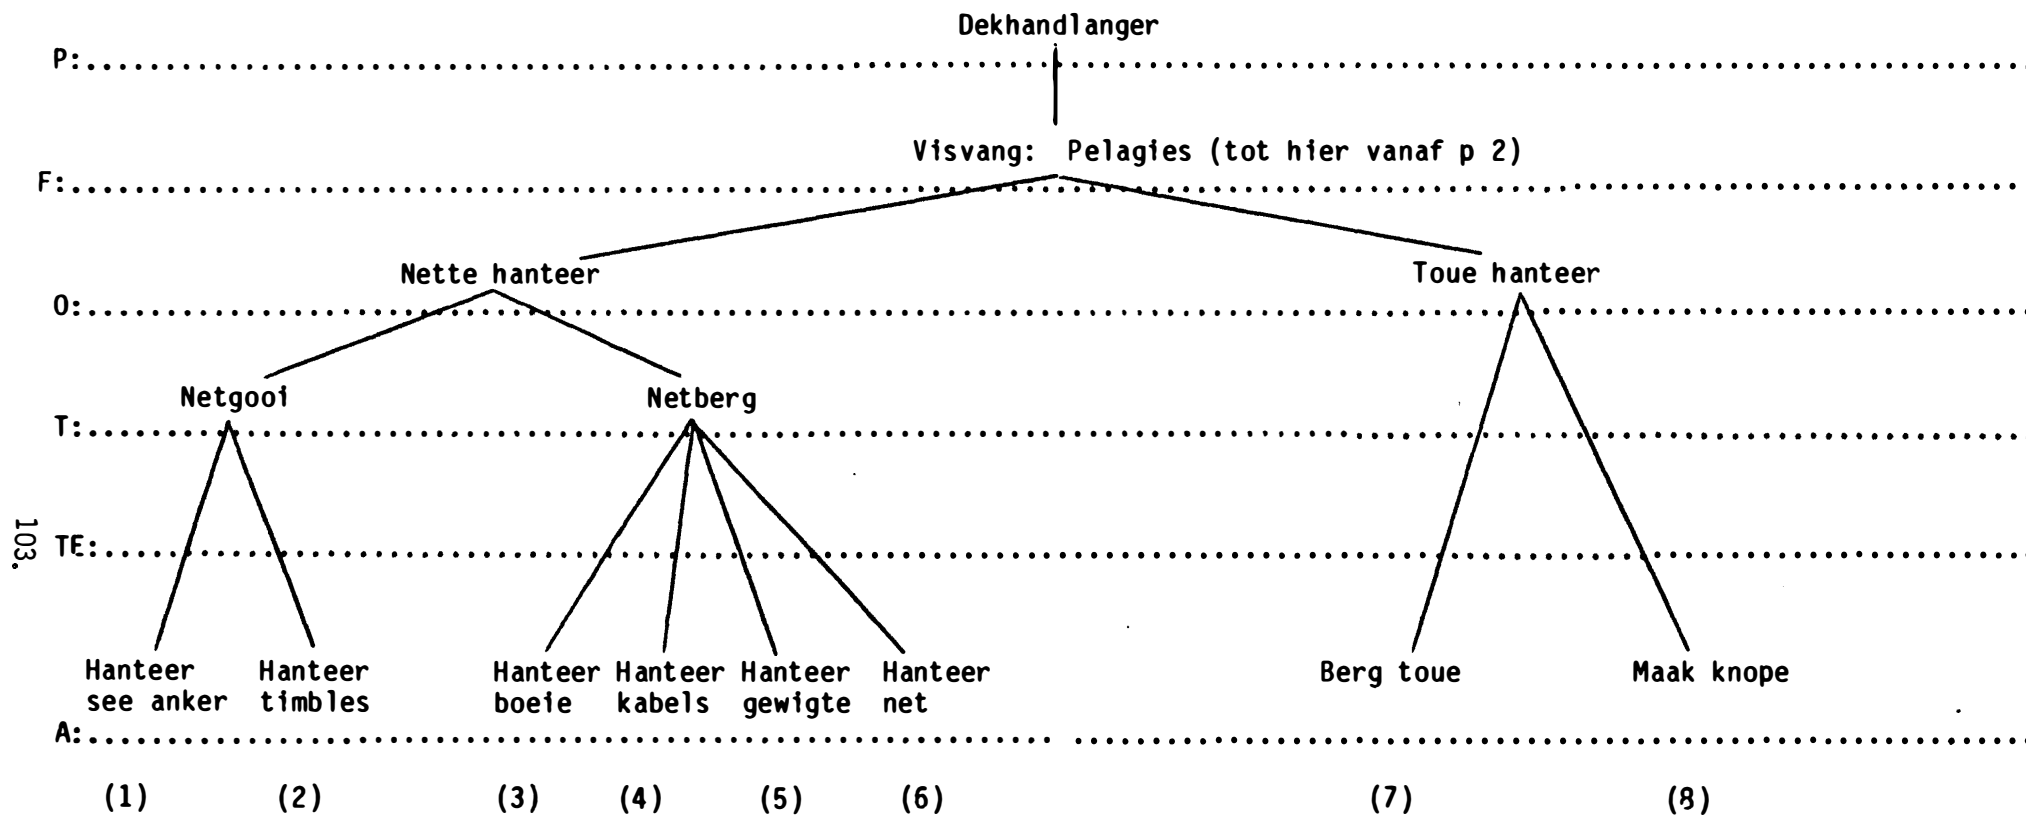 Dekhandlanger
P:
Visvang: Pelagies (tot hier vanaf p 2)
F:
Nette hanteer Toue hanteer
O:
Netgooi Netberg
T:
TE:
103.
Hanteer Hanteer Hanteer Hanteer Hanteer Hanteer Berg toue Maak knope
see anker timbles boeie kabels gewigte net
A:
(1) (2) (3) (4) (5) (6) (7) (8)